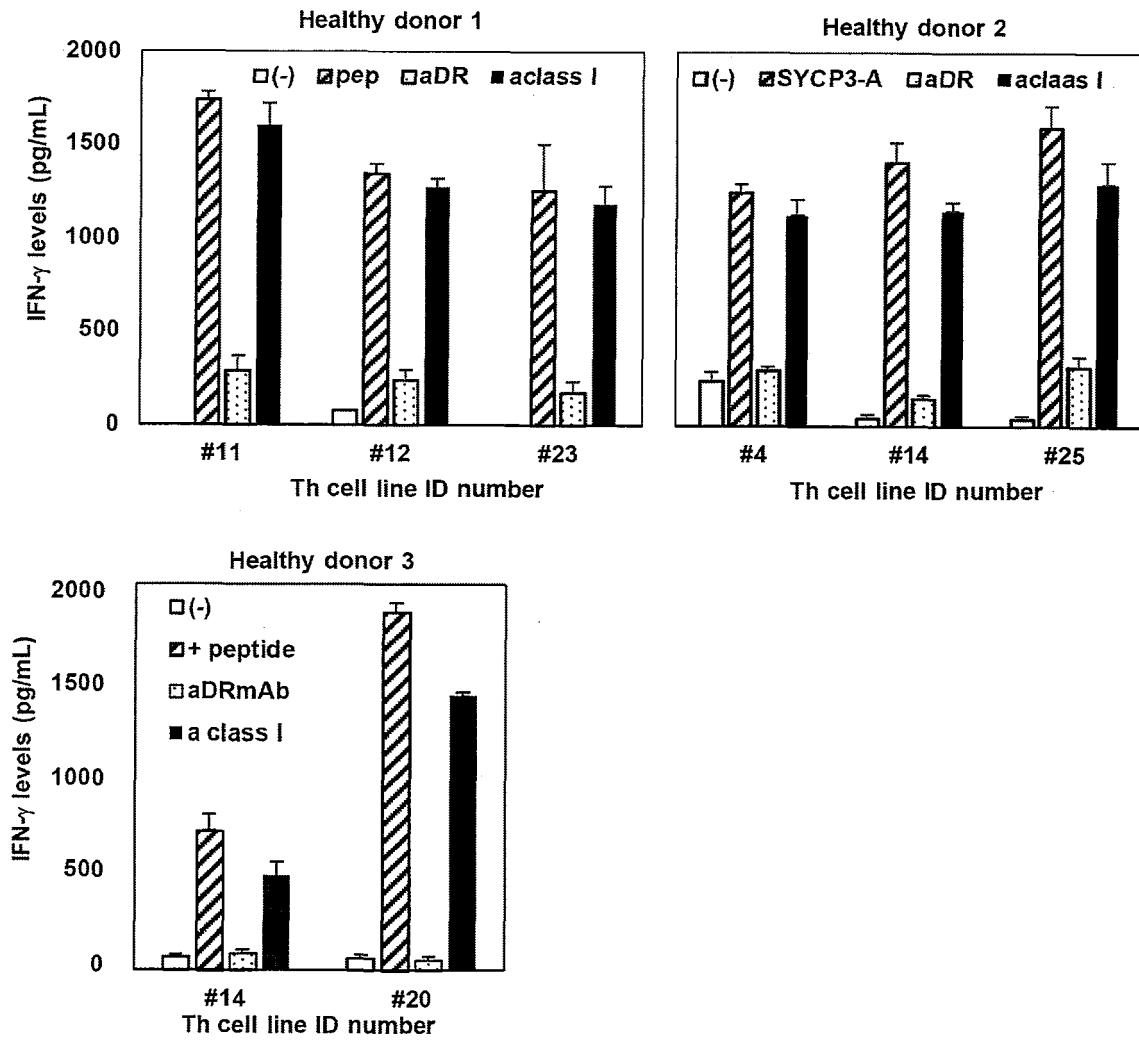 Healthy donor 1
2000
1500
1000
500
0
IFN-γ levels (pg/mL)
(-) pep aDR aclass I
#11 #12 #23
Th cell line ID number
Healthy donor 2
(-) SYCP3-A aDR aclaas I
#4 #14 #25
Th cell line ID number
Healthy donor 3
2000
1500
1000
500
0
IFN-γ levels (pg/mL)
(-)
+ peptide
aDRmAb
a class I
#14 #20
Th cell line ID number